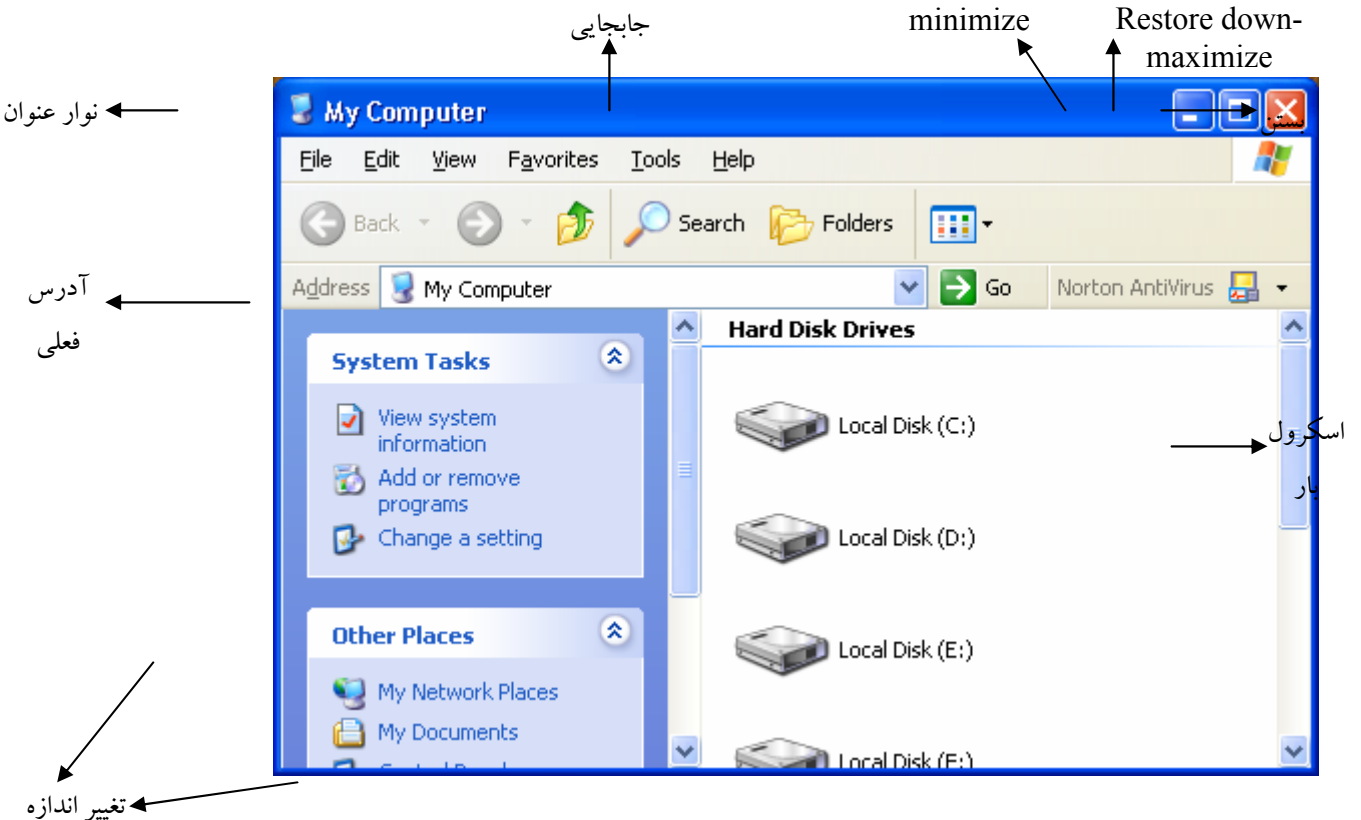 جابجایی
minimize
Restore down-
maximize
نوار عنوان
My Computer
بستن
File Edit View Favorites Tools Help
Back Search Folders
آدرس
فعلی
Address My Computer Go Norton AntiVirus
System Tasks
View system
information
Add or remove
programs
Change a setting
Other Places
My Network Places
My Documents
Hard Disk Drives
Local Disk (C:)
Local Disk (D:)
Local Disk (E:)
Local Disk (F:)
اسکرول
بار
تغییر اندازه